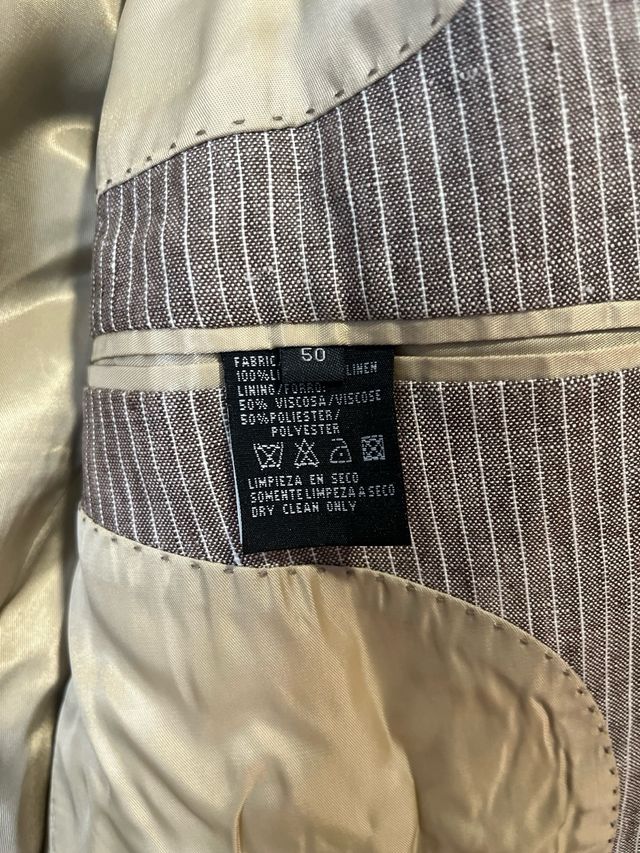 50
FABRIC
100%LI LINEN
LINING/FORRO:
50% VISCOSA/VISCOSE
50%POLIESTER/
POLYESTER
LIMPIEZA EN SECO
SOMENTE LIMPEZA A SECO
DRY CLEAN ONLY